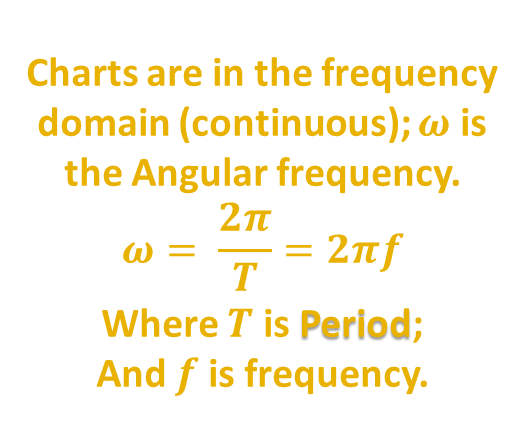 Charts are in the frequency
domain (continuous); ω is
the Angular frequency.
ω = 2π/T = 2πf
Where T is Period;
And f is frequency.